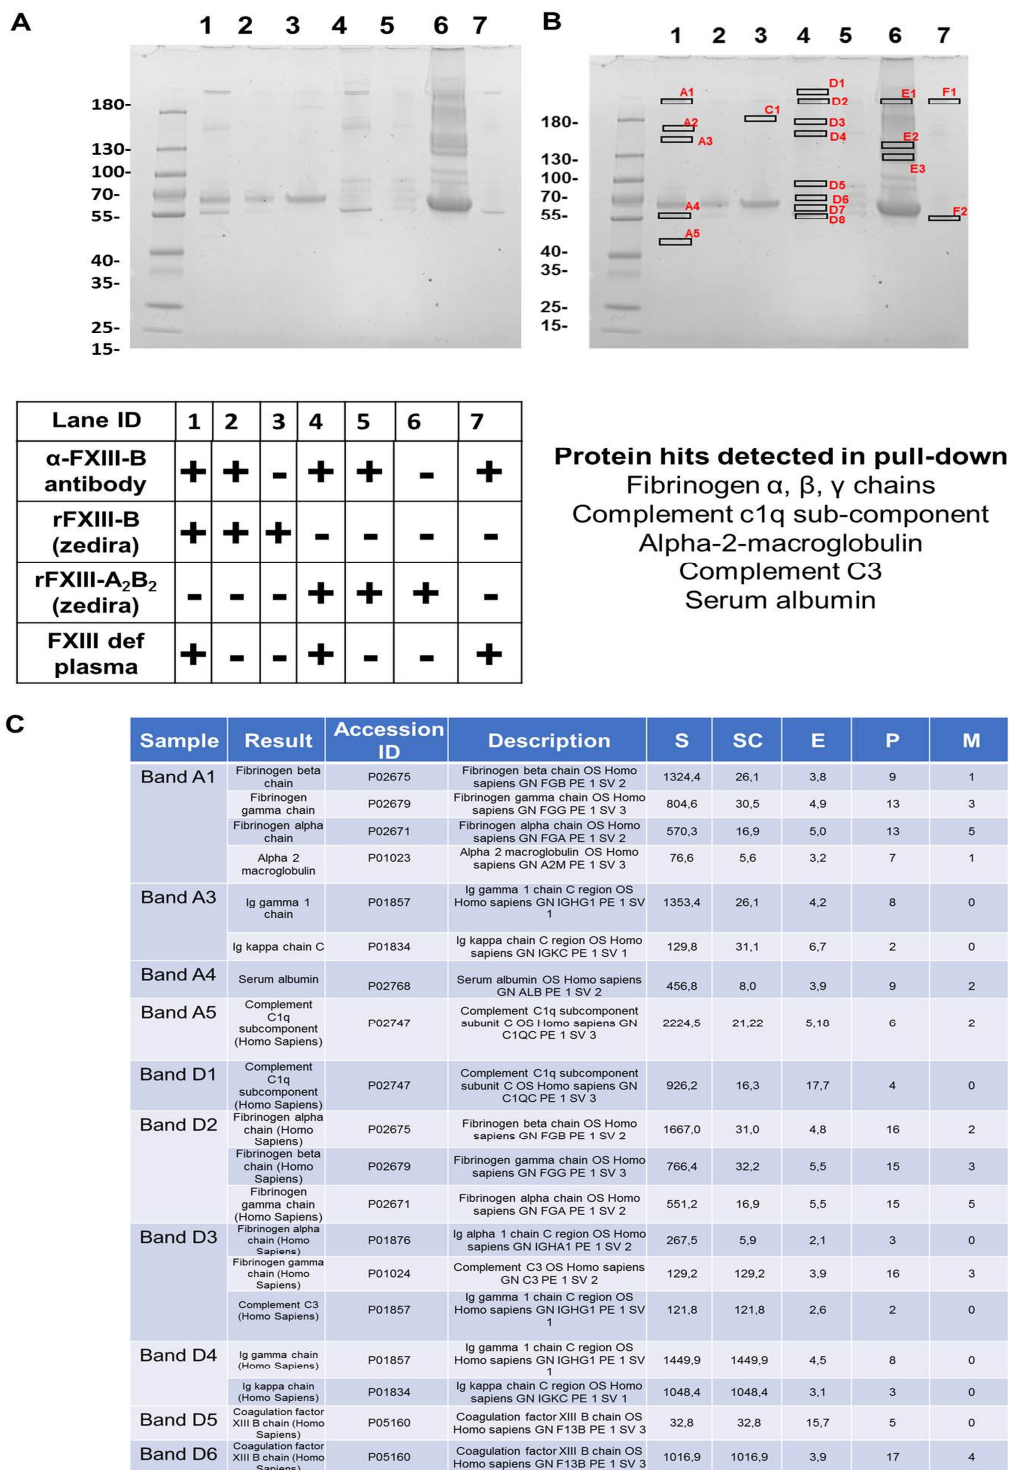 A
1 2 3 4 5 6 7
180-
130-
100-
70-
55-
40-
35-
25-
15-
B
1 2 3 4 5 6 7
180-
130-
100-
70-
55-
40-
35-
25-
15-
A1
A2
A3
A4
A5
C1
D1
D2
D3
D4
D5
D6
D7
D8
E1
E2
E3
F1
F2
Lane ID 1 2 3 4 5 6 7
α-FXIII-B
antibody
+ + - + + - +
rFXIII-B
(zedira)
+ + + - - - -
rFXIII-A₂B₂
(zedira)
- - - + + + -
FXIII def
plasma
+ - - + - - +
Protein hits detected in pull-down
Fibrinogen α, β, γ chains
Complement c1q sub-component
Alpha-2-macroglobulin
Complement C3
Serum albumin
C
Sample Result Accession ID Description S SC E P M
Band A1
Fibrinogen beta
chain
P02675
Fibrinogen beta chain OS Homo
sapiens GN FGB PE 1 SV 2
1324,4 26,1 3,8 9 1
Fibrinogen
gamma chain
P02679
Fibrinogen gamma chain OS Homo
sapiens GN FGG PE 1 SV 3
804,6 30,5 4,9 13 3
Fibrinogen alpha
chain
P02671
Fibrinogen alpha chain OS Homo
sapiens GN FGA PE 1 SV 2
570,3 16,9 5,0 13 5
Alpha 2
macroglobulin
P01023
Alpha 2 macroglobulin OS Homo
sapiens GN A2M PE 1 SV 3
76,6 5,6 3,2 7 1
Band A3
Ig gamma 1
chain
P01857
Ig gamma 1 chain C region OS
Homo sapiens GN IGHG1 PE 1 SV
1
1353,4 26,1 4,2 8 0
Ig kappa chain C
P01834
Ig kappa chain C region OS Homo
sapiens GN IGKC PE 1 SV 1
129,8 31,1 6,7 2 0
Band A4
Serum albumin
P02768
Serum albumin OS Homo sapiens
GN ALB PE 1 SV 2
456,8 8,0 3,9 9 2
Band A5
Complement
C1q
subcomponent
(Homo Sapiens)
P02747
Complement C1q subcomponent
subunit C OS Homo sapiens GN
C1QC PE 1 SV 3
2224,5 21,22 5,18 6 2
Band D1
Complement
C1q
subcomponent
(Homo Sapiens)
P02747
Complement C1q subcomponent
subunit C OS Homo sapiens GN
C1QC PE 1 SV 3
926,2 16,3 17,7 4 0
Band D2
Fibrinogen alpha
chain (Homo
Sapiens)
P02675
Fibrinogen beta chain OS Homo
sapiens GN FGB PE 1 SV 2
1667,0 31,0 4,8 16 2
Fibrinogen beta
chain (Homo
Sapiens)
P02679
Fibrinogen gamma chain OS Homo
sapiens GN FGG PE 1 SV 3
766,4 32,2 5,5 15 3
Fibrinogen
gamma chain
(Homo Sapiens)
P02671
Fibrinogen alpha chain OS Homo
sapiens GN FGA PE 1 SV 2
551,2 16,9 5,5 15 5
Band D3
Fibrinogen alpha
chain (Homo
Sapiens)
P01876
Ig alpha 1 chain C region OS Homo
sapiens GN IGHA1 PE 1 SV 2
267,5 5,9 2,1 3 0
Fibrinogen gamma
chain (Homo
Sapiens)
P01024
Complement C3 OS Homo sapiens
GN C3 PE 1 SV 2
129,2 129,2 3,9 16 3
Complement C3
(Homo Sapiens)
P01857
Ig gamma 1 chain C region OS
Homo sapiens GN IGHG1 PE 1 SV
1
121,8 121,8 2,6 2 0
Band D4
Ig gamma chain
(Homo Sapiens)
P01857
Ig gamma 1 chain C region OS
Homo sapiens GN IGHG1 PE 1 SV
1
1449,9 1449,9 4,5 8 0
Ig kappa chain
(Homo Sapiens)
P01834
Ig kappa chain C region OS Homo
sapiens GN IGKC PE 1 SV 1
1048,4 1048,4 3,1 3 0
Band D5
Coagulation factor
XIII B chain (Homo
Sapiens)
P05160
Coagulation factor XIII B chain OS
Homo sapiens GN F13B PE 1 SV 3
32,8 32,8 15,7 5 0
Band D6
Coagulation factor
XIII B chain (Homo
Sapiens)
P05160
Coagulation factor XIII B chain OS
Homo sapiens GN F13B PE 1 SV 3
1016,9 1016,9 3,9 17 4